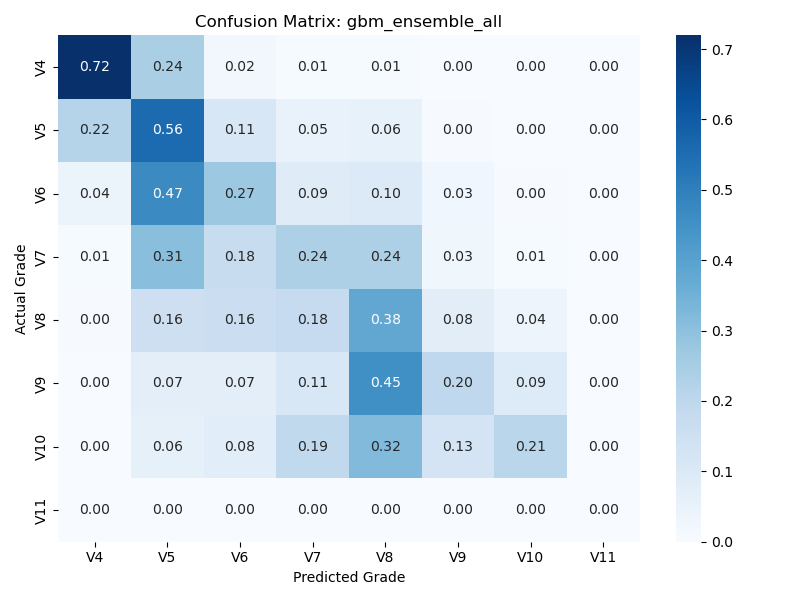 Confusion Matrix: gbm_ensemble_all
V4 0.72 0.24 0.02 0.01 0.01 0.00 0.00 0.00
V5 0.22 0.56 0.11 0.05 0.06 0.00 0.00 0.00
V6 0.04 0.47 0.27 0.09 0.10 0.03 0.00 0.00
V7 0.01 0.31 0.18 0.24 0.24 0.03 0.01 0.00
V8 0.00 0.16 0.16 0.18 0.38 0.08 0.04 0.00
V9 0.00 0.07 0.07 0.11 0.45 0.20 0.09 0.00
V10 0.00 0.06 0.08 0.19 0.32 0.13 0.21 0.00
V11 0.00 0.00 0.00 0.00 0.00 0.00 0.00 0.00
V4 V5 V6 V7 V8 V9 V10 V11
Predicted Grade
Actual Grade
0.7
0.6
0.5
0.4
0.3
0.2
0.1
0.0